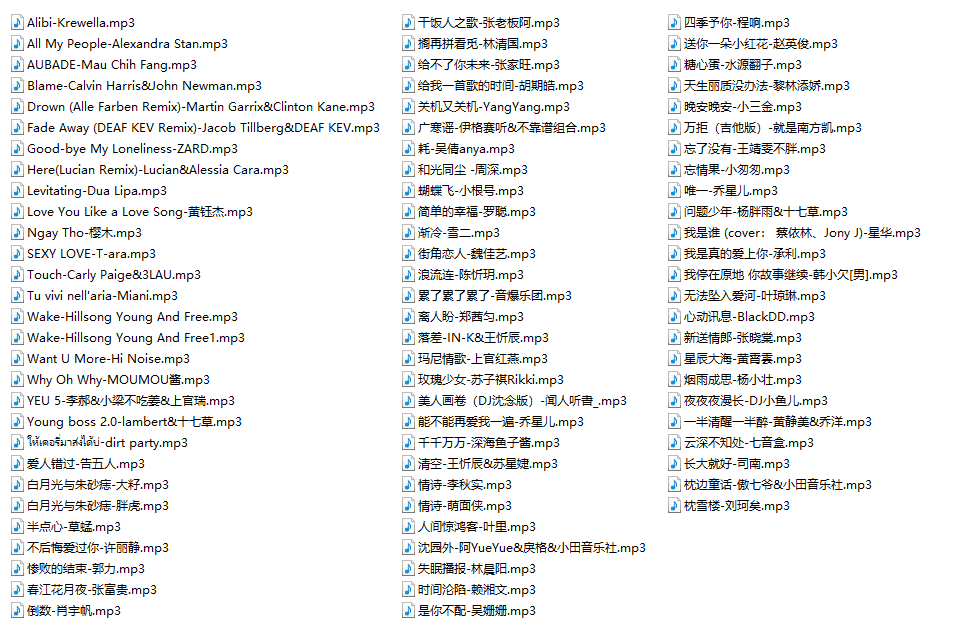 Alibi-Krewella.mp3
All My People-Alexandra Stan.mp3
AUBADE-Mau Chih Fang.mp3
Blame-Calvin Harris&John Newman.mp3
Drown (Alle Farben Remix)-Martin Garrix&Clinton Kane.mp3
Fade Away (DEAF KEV Remix)-Jacob Tillberg&DEAF KEV.mp3
Good-bye My Loneliness-ZARD.mp3
Here(Lucian Remix)-Lucian&Alessia Cara.mp3
Levitating-Dua Lipa.mp3
Love You Like a Love Song-黄钰杰.mp3
Ngay Tho-樱木.mp3
SEXY LOVE-T-ara.mp3
Touch-Carly Paige&3LAU.mp3
Tu vivi nell'aria-Miani.mp3
Wake-Hillsong Young And Free.mp3
Wake-Hillsong Young And Free1.mp3
Want U More-Hi Noise.mp3
Why Oh Why-MOUMOU酱.mp3
YEU 5-李郝&小梁不吃姜&上官瑞.mp3
Young boss 2.0-lambert&十七草.mp3
ให้เคอรี่มาส่งได้บ่-dirt party.mp3
爱人错过-告五人.mp3
白月光与朱砂痣-大籽.mp3
白月光与朱砂痣-胖虎.mp3
半点心-草蜢.mp3
不后悔爱过你-许丽静.mp3
惨败的结束-郭力.mp3
春江花月夜-张富贵.mp3
倒数-肖宇帆.mp3
干饭人之歌-张老板阿.mp3
搁再拼看觅-林清国.mp3
给不了你未来-张家旺.mp3
给我一首歌的时间-胡期皓.mp3
关机又关机-YangYang.mp3
广寒谣-伊格赛听&不靠谱组合.mp3
耗-吴倩anya.mp3
和光同尘 -周深.mp3
蝴蝶飞-小根号.mp3
简单的幸福-罗聪.mp3
渐冷-雪二.mp3
街角恋人-魏佳艺.mp3
浪流连-陈忻玥.mp3
累了累了累了-音爆乐团.mp3
离人盼-郑茜匀.mp3
落差-IN-K&王忻辰.mp3
玛尼情歌-上官红燕.mp3
玫瑰少女-苏子祺Rikki.mp3
美人画卷（DJ沈念版）-闻人听書_.mp3
能不能再爱我一遍-乔星儿.mp3
千千万万-深海鱼子酱.mp3
清空-王忻辰&苏星婕.mp3
情诗-李秋实.mp3
情诗-萌面侠.mp3
人间惊鸿客-叶里.mp3
沈园外-阿YueYue&戾格&小田音乐社.mp3
失眠播报-林晨阳.mp3
时间沦陷-赖湘文.mp3
是你不配-吴姗姗.mp3
四季予你-程响.mp3
送你一朵小红花-赵英俊.mp3
糖心蛋-水源翻子.mp3
天生丽质没办法-黎林添娇.mp3
晚安晚安-小三金.mp3
万拒（吉他版）-就是南方凯.mp3
忘了没有-王靖雯不胖.mp3
忘情果-小匆匆.mp3
唯一-乔星儿.mp3
问题少年-杨胖雨&十七草.mp3
我是谁 (cover： 蔡依林、Jony J)-星华.mp3
我是真的爱上你-承利.mp3
我停在原地 你故事继续-韩小欠[男].mp3
无法坠入爱河-叶琼琳.mp3
心动讯息-BlackDD.mp3
新送情郎-张晓棠.mp3
星辰大海-黄霄雲.mp3
烟雨成思-杨小壮.mp3
夜夜夜漫长-DJ小鱼儿.mp3
一半清醒一半醉-黄静美&乔洋.mp3
云深不知处-七音盒.mp3
长大就好-司南.mp3
枕边童话-傲七爷&小田音乐社.mp3
枕雪楼-刘珂矣.mp3